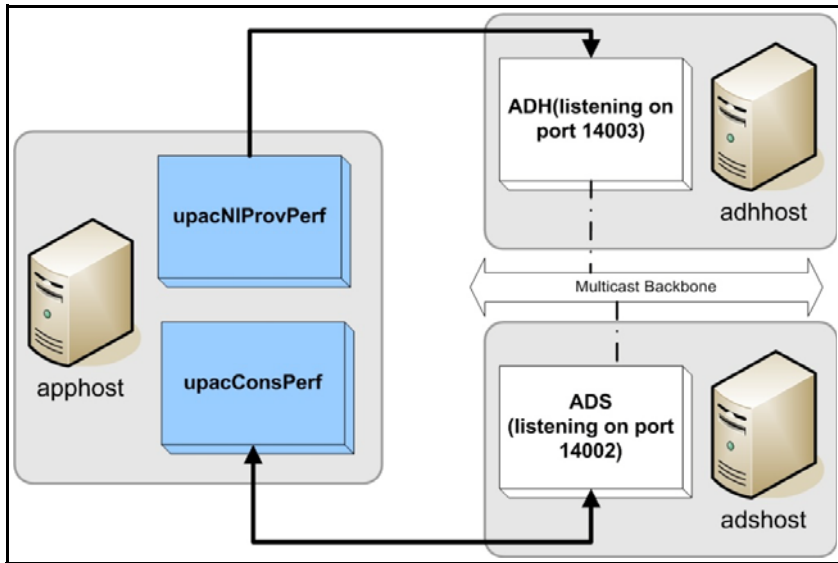 ADH(listening on
port 14003)
adhhost
upacNIProvPerf
apphost
upacConsPerf
Multicast Backbone
ADS
(listening on port
14002)
adshost